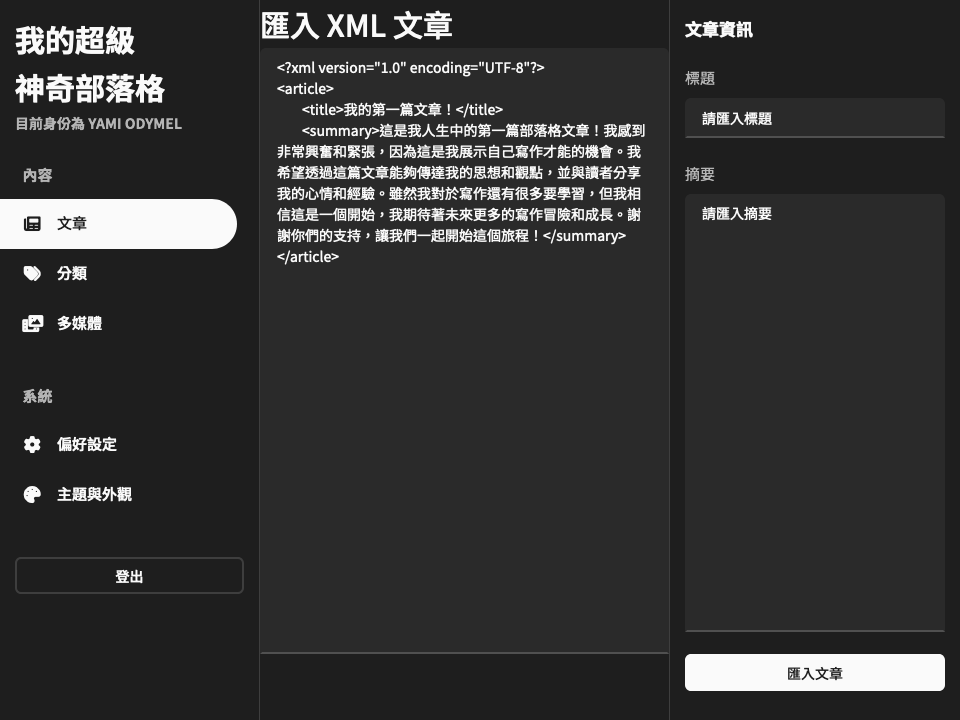 我的超級
神奇部落格
目前身份為 YAMI ODYMEL
內容
文章
分類
多媒體
系統
偏好設定
主題與外觀
登出
匯入 XML 文章
<?xml version="1.0" encoding="UTF-8"?>
<article>
<title>我的第一篇文章！</title>
<summary>這是我人生中的第一篇部落格文章！我感到
非常興奮和緊張，因為這是我展示自己寫作才能的機會。我
希望透過這篇文章能夠傳達我的思想和觀點，並與讀者分享
我的心情和經驗。雖然我對於寫作還有很多要學習，但我相
信這是一個開始，我期待著未來更多的寫作冒險和成長。謝
謝你們的支持，讓我們一起開始這個旅程！</summary>
</article>
文章資訊
標題
請匯入標題
摘要
請匯入摘要
匯入文章